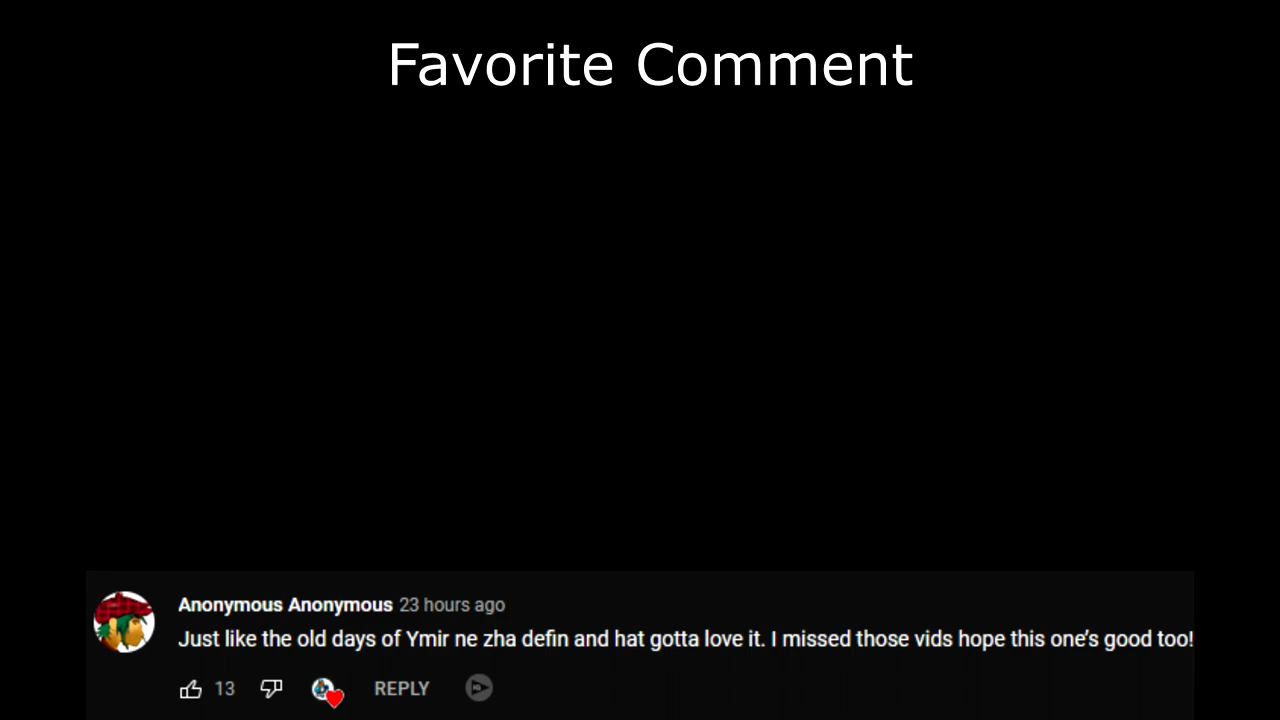 Favorite Comment
Anonymous Anonymous 23 hours ago
Just like the old days of Ymir ne zha defin and hat gotta love it. I missed those vids hope this one's good too!
13 REPLY